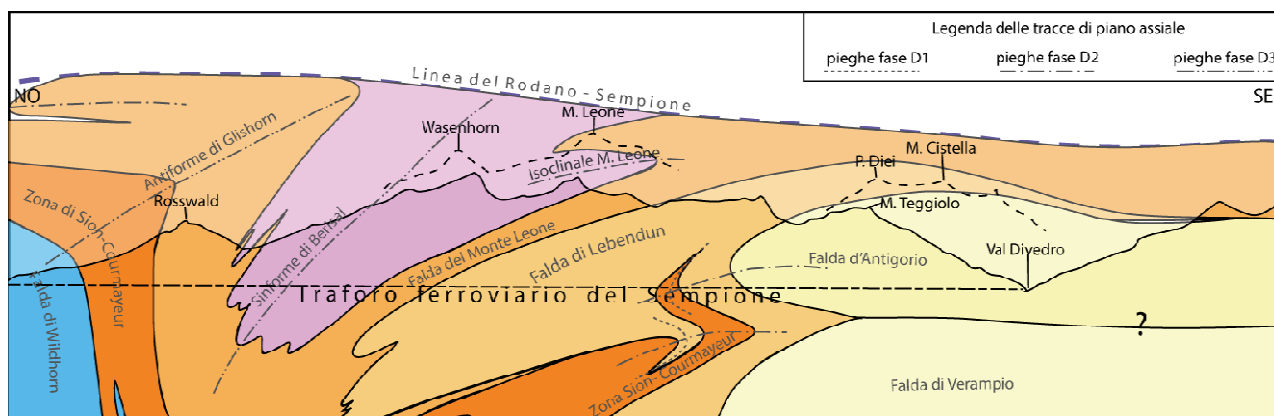 Legenda delle tracce di piano assiale
pieghe fase D1 pieghe fase D2 pieghe fase D3
NO
SE
Linea del Rodano - Sempione
M. Leone
Wasenhorn
Antiforme di Glishorn
Isoclinale M. Leone
M. Cistella
P. Diei
Rosswald
Zona di Sion-Courmayeur
M. Teggiolo
Sinforme di Berisal
Falda del Monte Leone
Falda di Lebendun
Falda d'Antigorio
Val Divedro
Falda di Wildhorn
Traforo ferroviario del Sempione
?
Zona Sion-Courmayeur
Falda di Verampio